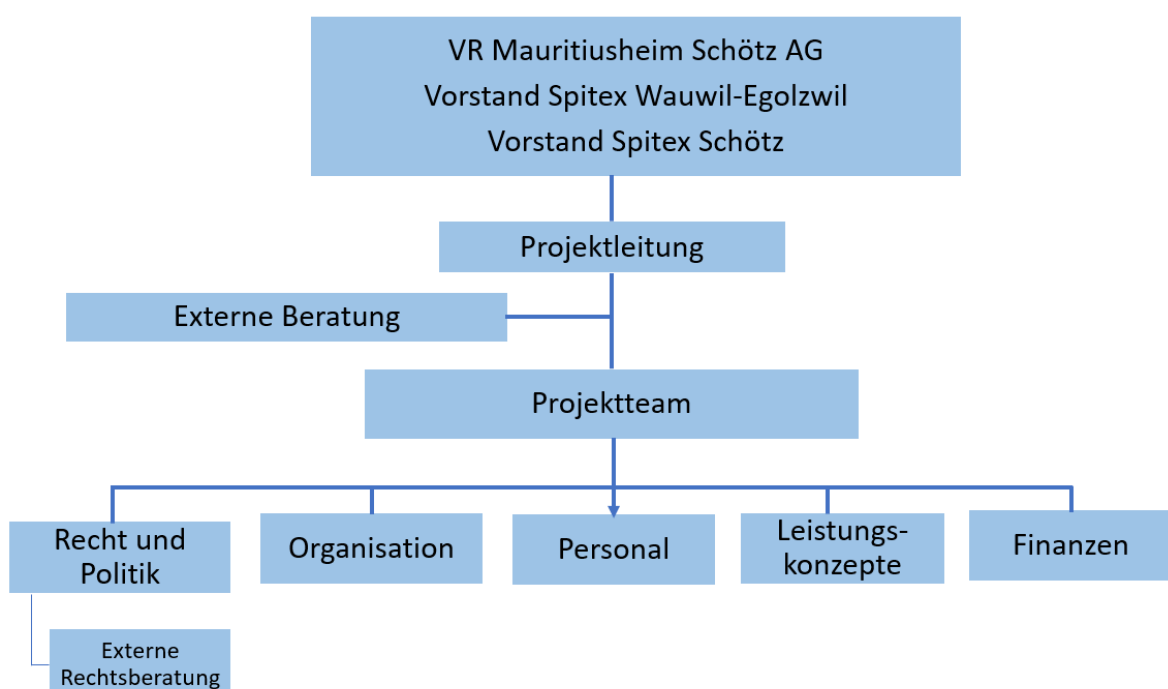 VR Mauritiusheim Schötz AG
Vorstand Spitex Wauwil-Egolzwil
Vorstand Spitex Schötz
Projektleitung
Externe Beratung
Projektteam
Recht und
Politik
Organisation
Personal
Leistungs-
konzepte
Finanzen
Externe
Rechtsberatung